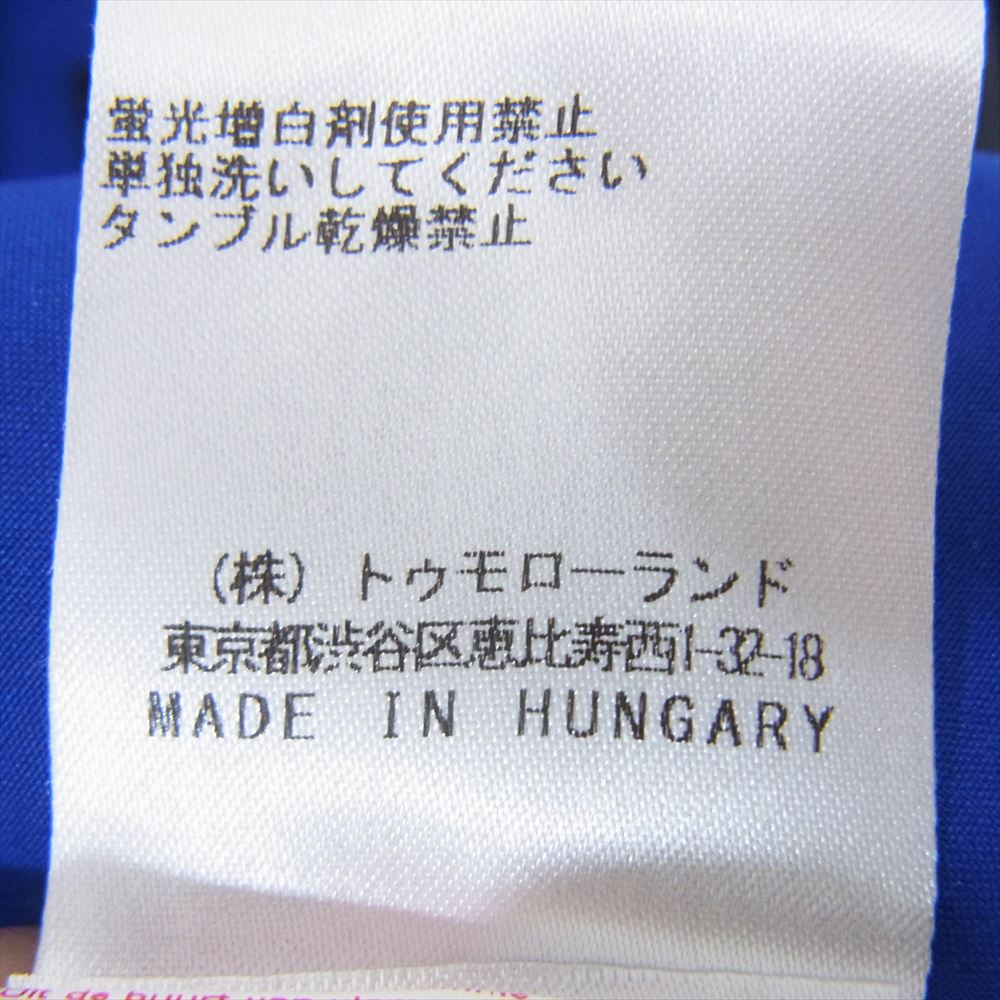 蛍光増白剤使用禁止
単独洗いしてください
タンブル乾燥禁止
(株) トゥモローランド
東京都渋谷区恵比寿西1-32-18
MADE IN HUNGARY